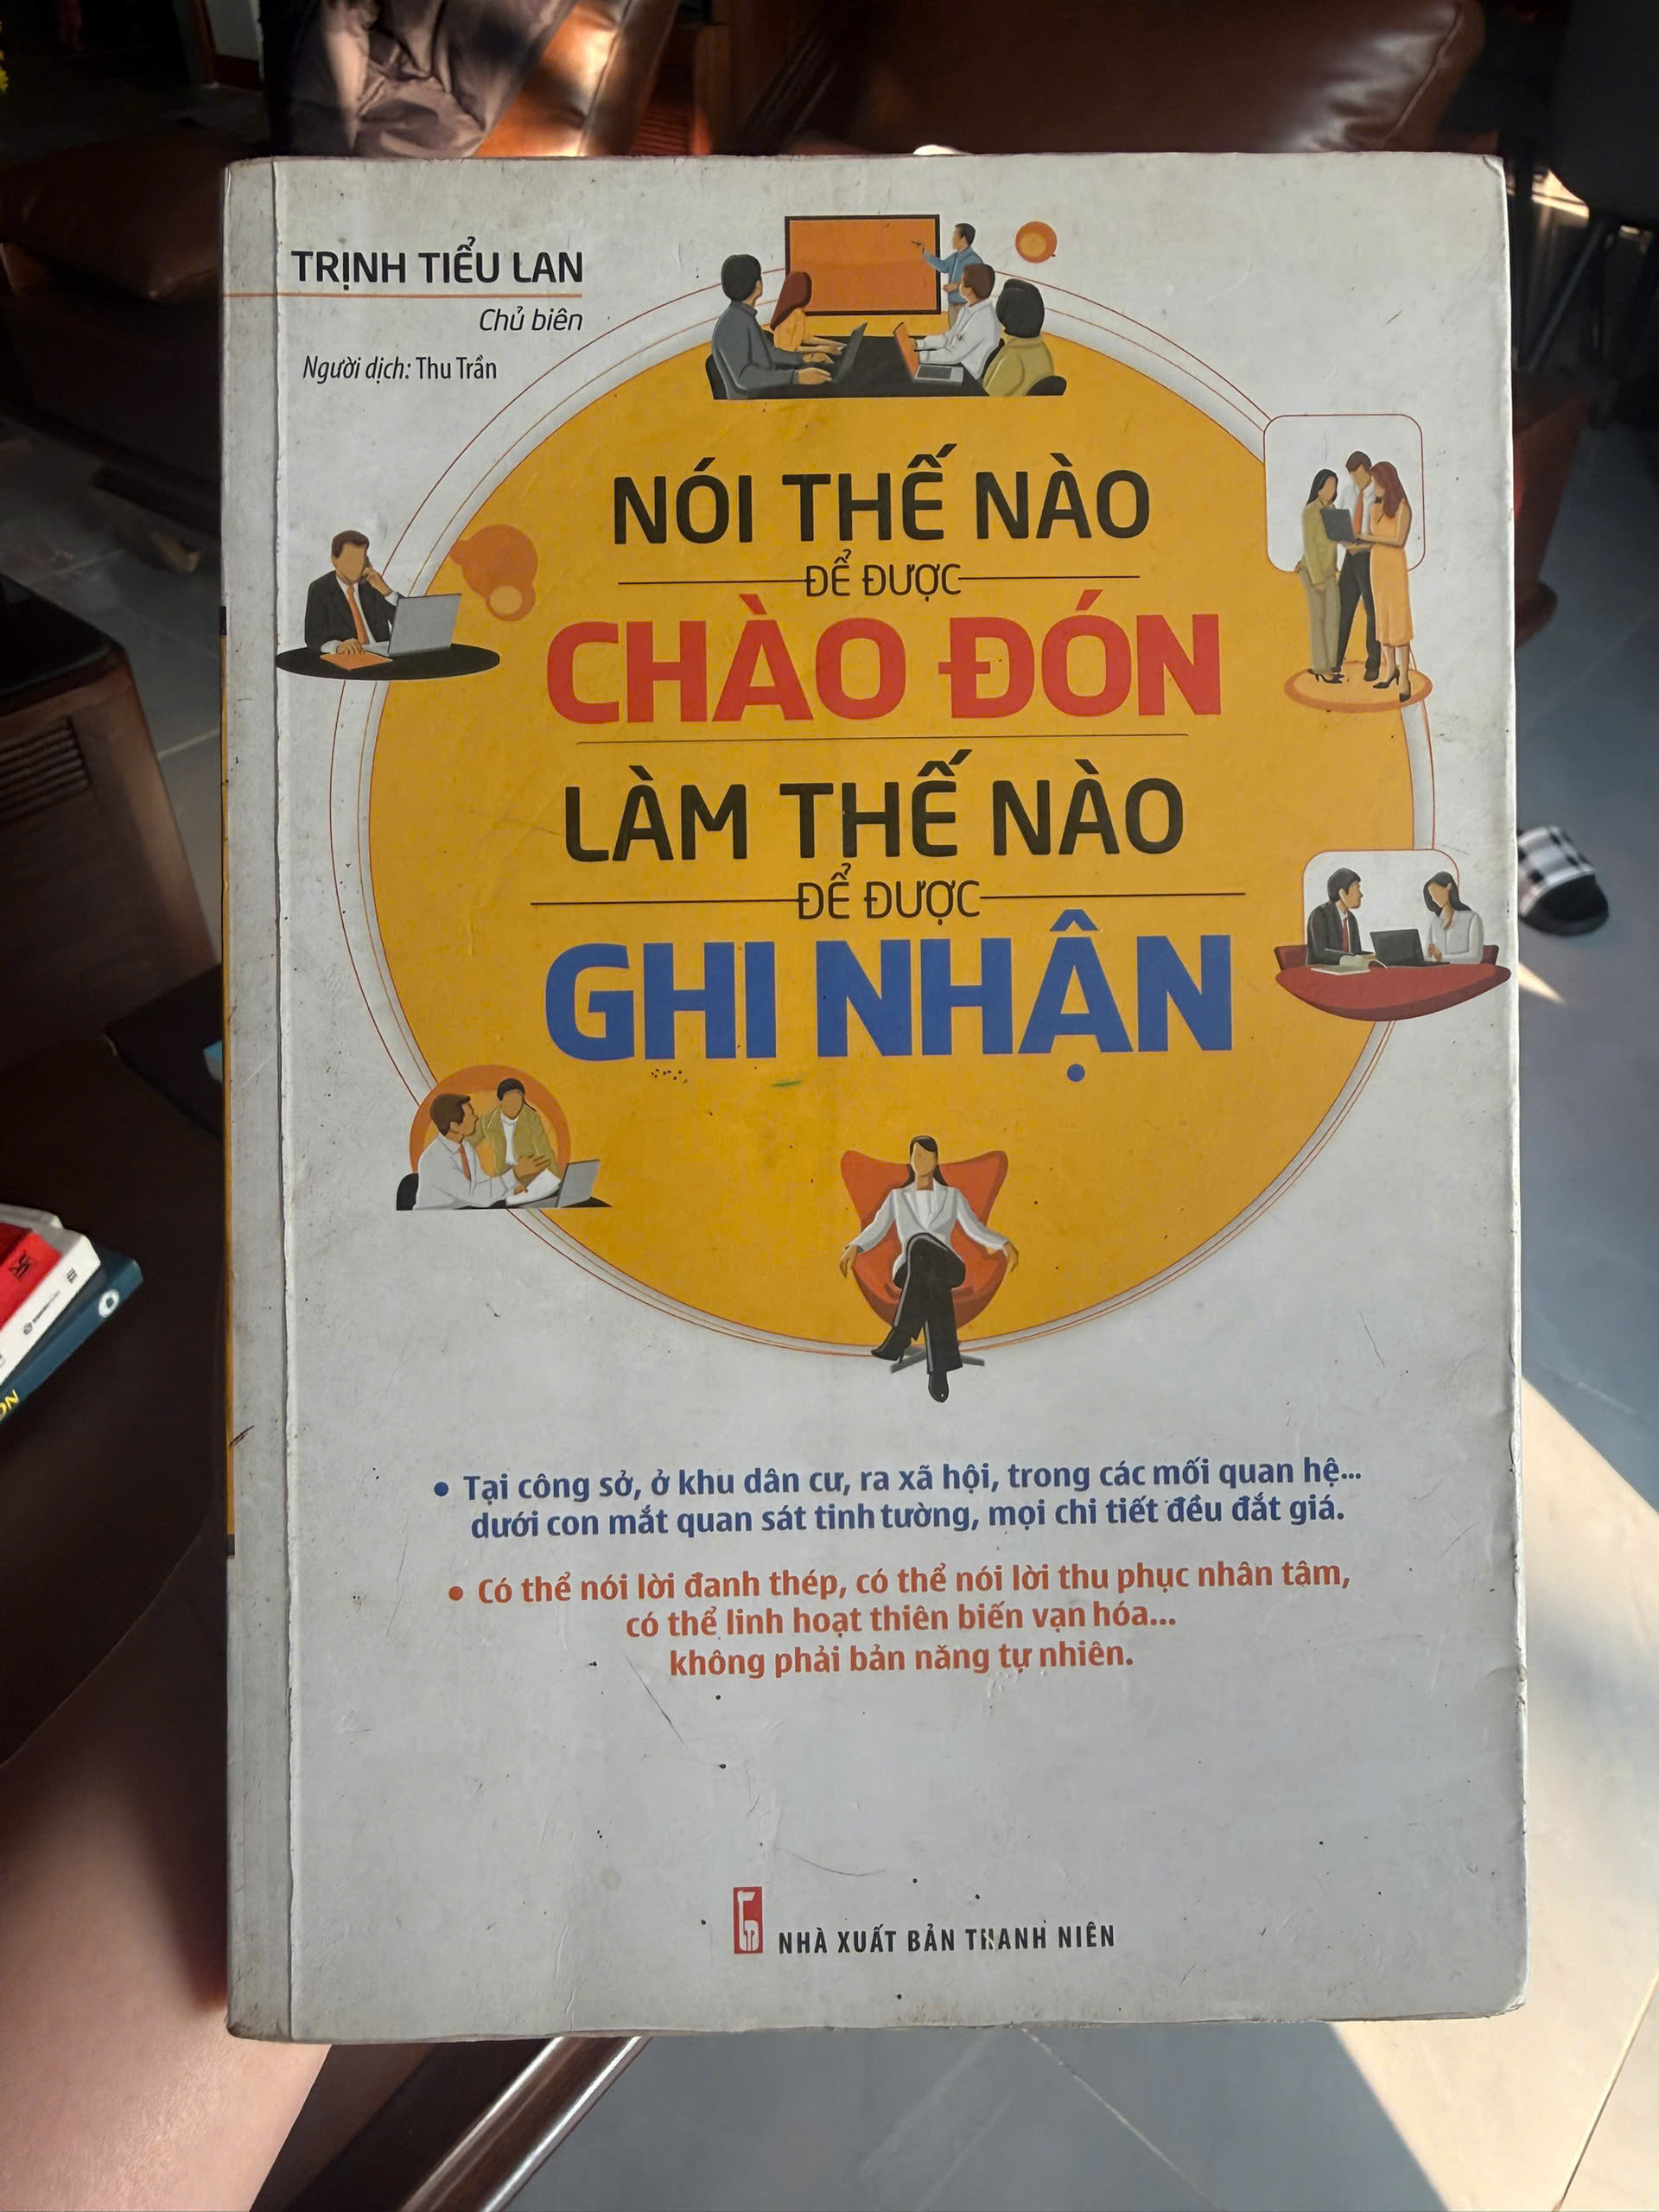 TRỊNH TIỂU LAN
Chủ biên
Người dịch: Thu Trần
NÓI THẾ NÀO
ĐỂ ĐƯỢC
CHÀO ĐÓN
LÀM THẾ NÀO
ĐỂ ĐƯỢC
GHI NHẬN
• Tại công sở, ở khu dân cư, ra xã hội, trong các mối quan hệ...
dưới con mắt quan sát tinh tường, mọi chi tiết đều đắt giá.
• Có thể nói lời đanh thép, có thể nói lời thu phục nhân tâm,
có thể linh hoạt thiên biến vạn hóa...
không phải bản năng tự nhiên.
NHÀ XUẤT BẢN THANH NIÊN